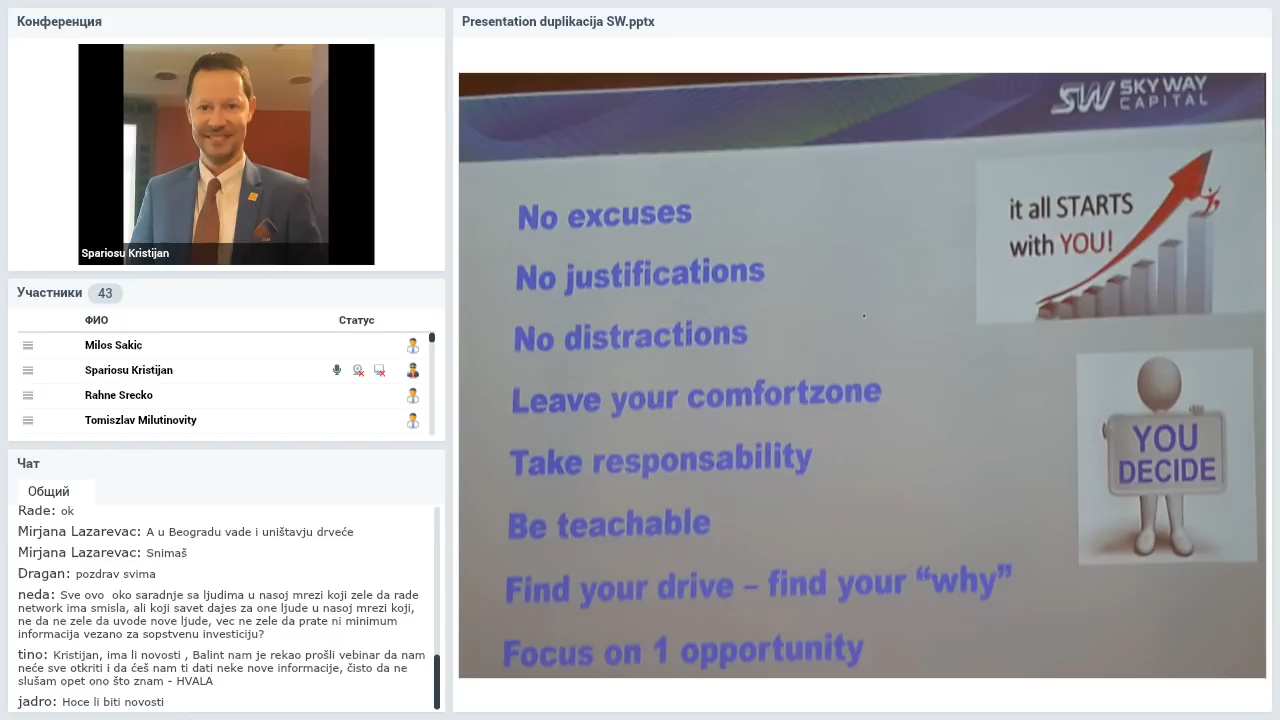 Конференция
Spariosu Kristijan
Участники 43
ФИО Статус
Milos Sakic
Spariosu Kristijan
Rahne Srecko
Tomiszlav Milutinovity
Чат
Общий
Rade: ok
Mirjana Lazarevac: A u Beogradu vade i uništavju drveće
Mirjana Lazarevac: Snimaš
Dragan: pozdrav svima
neda: Sve ovo oko saradnje sa ljudima u nasoj mrezi koji zele da rade
network ima smisla, ali koji savet dajes za one ljude u nasoj mrezi koji,
ne da ne zele da uvode nove ljude, vec ne zele da prate ni minimum
informacija vezano za sopstvenu investiciju?
tino: Kristijan, ima li novosti , Balint nam je rekao prošli vebinar da nam
neće sve otkriti i da ćeš nam ti dati neke nove informacije, čisto da ne
slušam opet ono što znam - HVALA
jadro: Hoce li biti novosti
Presentation duplikacija SW.pptx
SW SKY WAY
CAPITAL
No excuses
No justifications
No distractions
Leave your comfortzone
Take responsability
Be teachable
Find your drive – find your “why”
Focus on 1 opportunity
it all STARTS
with YOU!
YOU
DECIDE